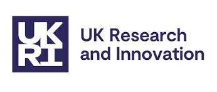 UK
RI
UK Research
and Innovation